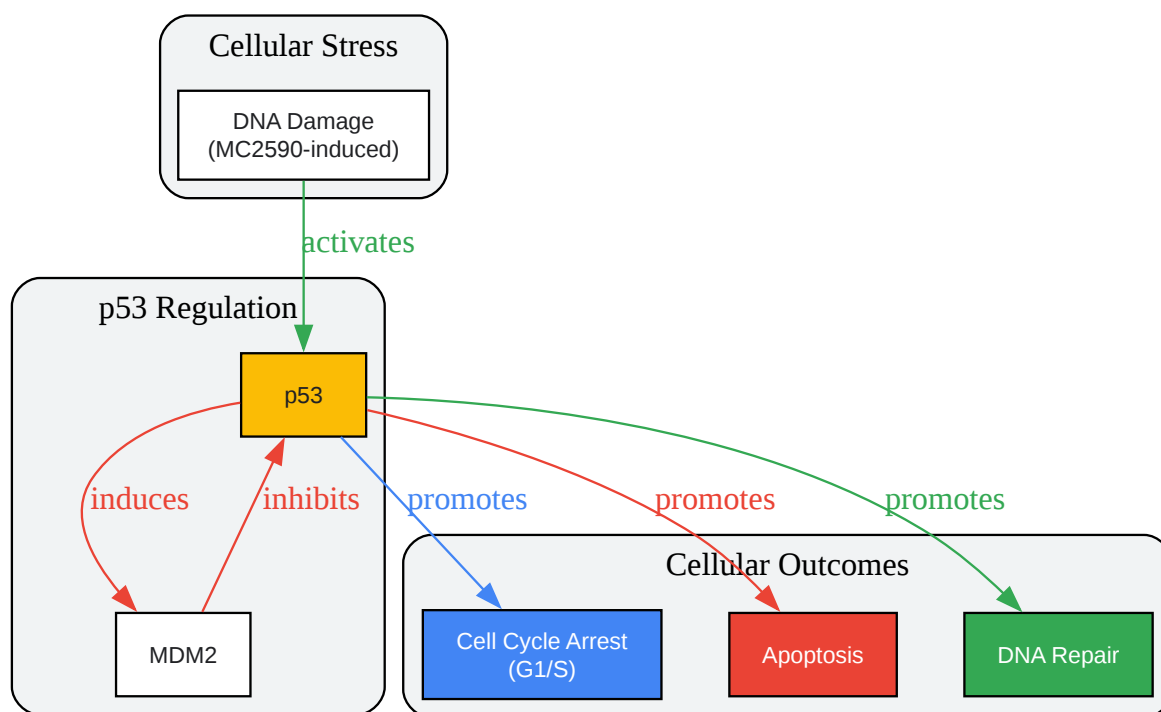 Cellular Stress
DNA Damage
(MC2590-induced)
activates
p53 Regulation
p53
induces
inhibits
promotes
promotes
promotes
Cellular Outcomes
MDM2
Cell Cycle Arrest
(G1/S)
Apoptosis
DNA Repair